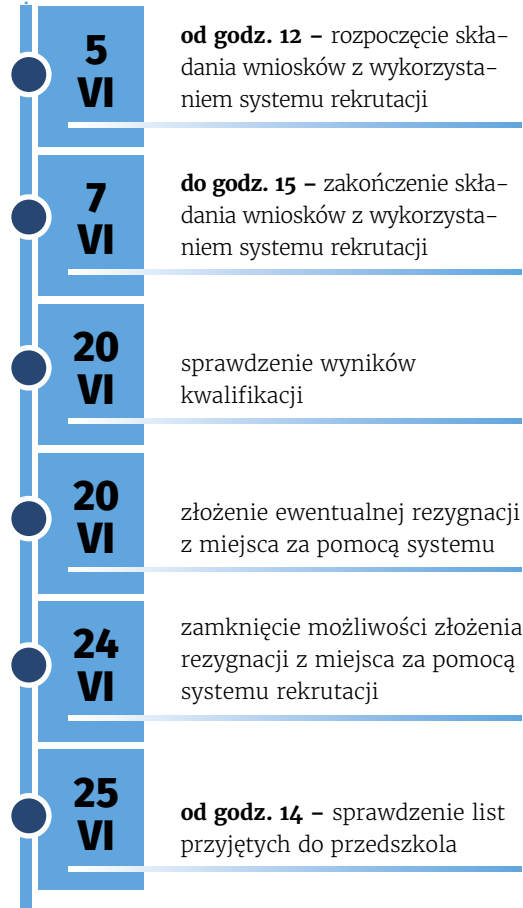 5
VI
od godz. 12 – rozpoczęcie skła-
dania wniosków z wykorzysta-
niem systemu rekrutacji
7
VI
do godz. 15 – zakończenie skła-
dania wniosków z wykorzysta-
niem systemu rekrutacji
20
VI
sprawdzenie wyników
kwalifikacji
20
VI
złożenie ewentualnej rezygnacji
z miejsca za pomocą systemu
24
VI
zamknięcie możliwości złożenia
rezygnacji z miejsca za pomocą
systemu rekrutacji
25
VI
od godz. 14 – sprawdzenie list
przyjętych do przedszkola